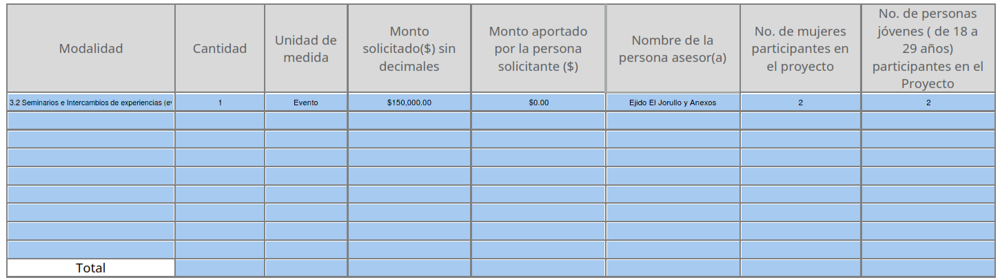 Modalidad
Cantidad
Unidad de
medida
Monto
solicitado($) sin
decimales
Monto aportado
por la persona
solicitante ($)
Nombre de la
persona asesor(a)
No. de mujeres
participantes en
el proyecto
No. de personas
jóvenes ( de 18 a
29 años)
participantes en el
Proyecto
3.2 Seminarios e Intercambios de experiencias (ev
1
Evento
$150,000.00
$0.00
Ejido El Jorullo y Anexos
2
2
Total